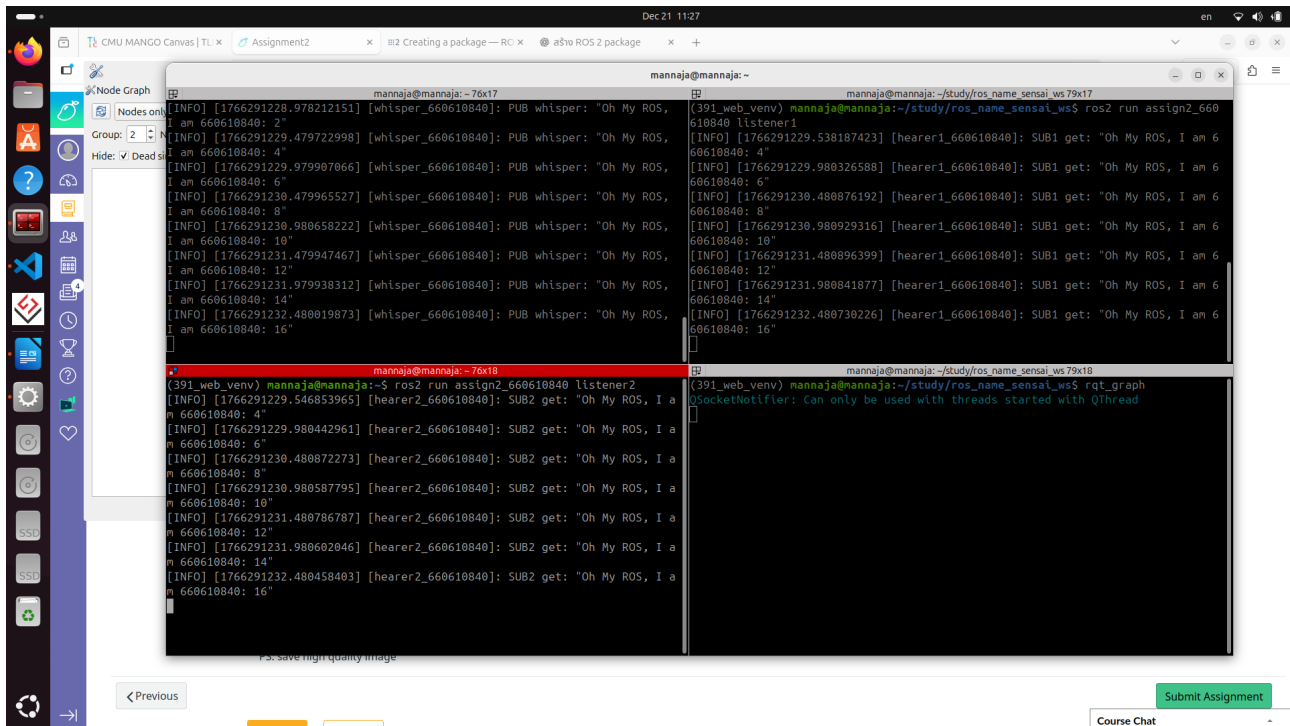 Dec 21 11:27
en
CMU MANGO Canvas | TL
Assignment2
Creating a package — RO
สร้าง ROS 2 package
Node Graph
Nodes only
Group: 2
Hide:
Dead si
mannaja@mannaja: ~
mannaja@mannaja: ~ 76x17
[INFO] [1766291228.978212151] [whisper_660610840]: PUB whisper: "Oh My ROS,
I am 660610840: 2"
[INFO] [1766291229.479722998] [whisper_660610840]: PUB whisper: "Oh My ROS,
I am 660610840: 4"
[INFO] [1766291229.979907066] [whisper_660610840]: PUB whisper: "Oh My ROS,
I am 660610840: 6"
[INFO] [1766291230.479965527] [whisper_660610840]: PUB whisper: "Oh My ROS,
I am 660610840: 8"
[INFO] [1766291230.980658222] [whisper_660610840]: PUB whisper: "Oh My ROS,
I am 660610840: 10"
[INFO] [1766291231.479947467] [whisper_660610840]: PUB whisper: "Oh My ROS,
I am 660610840: 12"
[INFO] [1766291231.979938312] [whisper_660610840]: PUB whisper: "Oh My ROS,
I am 660610840: 14"
[INFO] [1766291232.480019873] [whisper_660610840]: PUB whisper: "Oh My ROS,
I am 660610840: 16"
mannaja@mannaja: ~/study/ros_name_sensai_ws 79x17
(391_web_venv) mannaja@mannaja:~/study/ros_name_sensai_ws$ ros2 run assign2_660
610840 listener1
[INFO] [1766291229.538187423] [hearer1_660610840]: SUB1 get: "Oh My ROS, I am 6
60610840: 4"
[INFO] [1766291229.980326588] [hearer1_660610840]: SUB1 get: "Oh My ROS, I am 6
60610840: 6"
[INFO] [1766291230.480876192] [hearer1_660610840]: SUB1 get: "Oh My ROS, I am 6
60610840: 8"
[INFO] [1766291230.980929316] [hearer1_660610840]: SUB1 get: "Oh My ROS, I am 6
60610840: 10"
[INFO] [1766291231.480896399] [hearer1_660610840]: SUB1 get: "Oh My ROS, I am 6
60610840: 12"
[INFO] [1766291231.980841877] [hearer1_660610840]: SUB1 get: "Oh My ROS, I am 6
60610840: 14"
[INFO] [1766291232.480730226] [hearer1_660610840]: SUB1 get: "Oh My ROS, I am 6
60610840: 16"
mannaja@mannaja: ~ 76x18
(391_web_venv) mannaja@mannaja:~$ ros2 run assign2_660610840 listener2
[INFO] [1766291229.546853965] [hearer2_660610840]: SUB2 get: "Oh My ROS, I a
m 660610840: 4"
[INFO] [1766291229.980442961] [hearer2_660610840]: SUB2 get: "Oh My ROS, I a
m 660610840: 6"
[INFO] [1766291230.480872273] [hearer2_660610840]: SUB2 get: "Oh My ROS, I a
m 660610840: 8"
[INFO] [1766291230.980587795] [hearer2_660610840]: SUB2 get: "Oh My ROS, I a
m 660610840: 10"
[INFO] [1766291231.480786787] [hearer2_660610840]: SUB2 get: "Oh My ROS, I a
m 660610840: 12"
[INFO] [1766291231.980602046] [hearer2_660610840]: SUB2 get: "Oh My ROS, I a
m 660610840: 14"
[INFO] [1766291232.480458403] [hearer2_660610840]: SUB2 get: "Oh My ROS, I a
m 660610840: 16"
mannaja@mannaja: ~/study/ros_name_sensai_ws 79x18
(391_web_venv) mannaja@mannaja:~/study/ros_name_sensai_ws$ rqt_graph
QSocketNotifier: Can only be used with threads started with QThread
4
SSD
SSD
PS: save high quality image
Previous
Submit Assignment
Course Chat